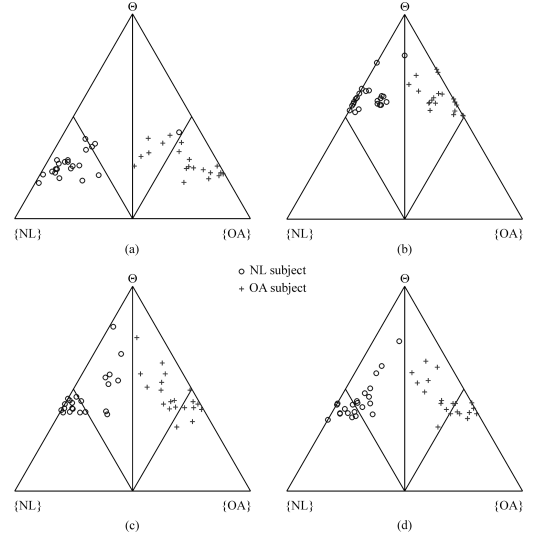 Θ
Θ
{NL}
{OA}
{NL}
{OA}
(a)
(b)
NL subject
OA subject
Θ
Θ
{NL}
{OA}
{NL}
{OA}
(c)
(d)